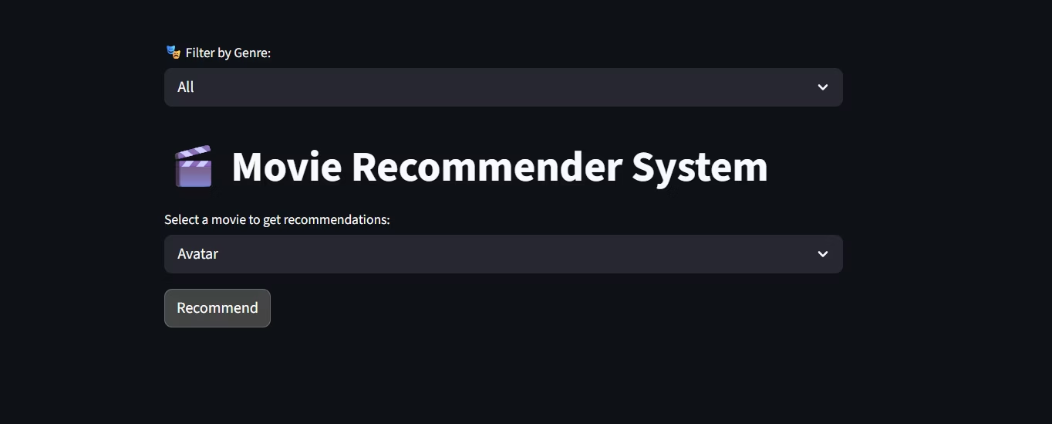 🎭 Filter by Genre:
All
🎬 Movie Recommender System
Select a movie to get recommendations:
Avatar
Recommend